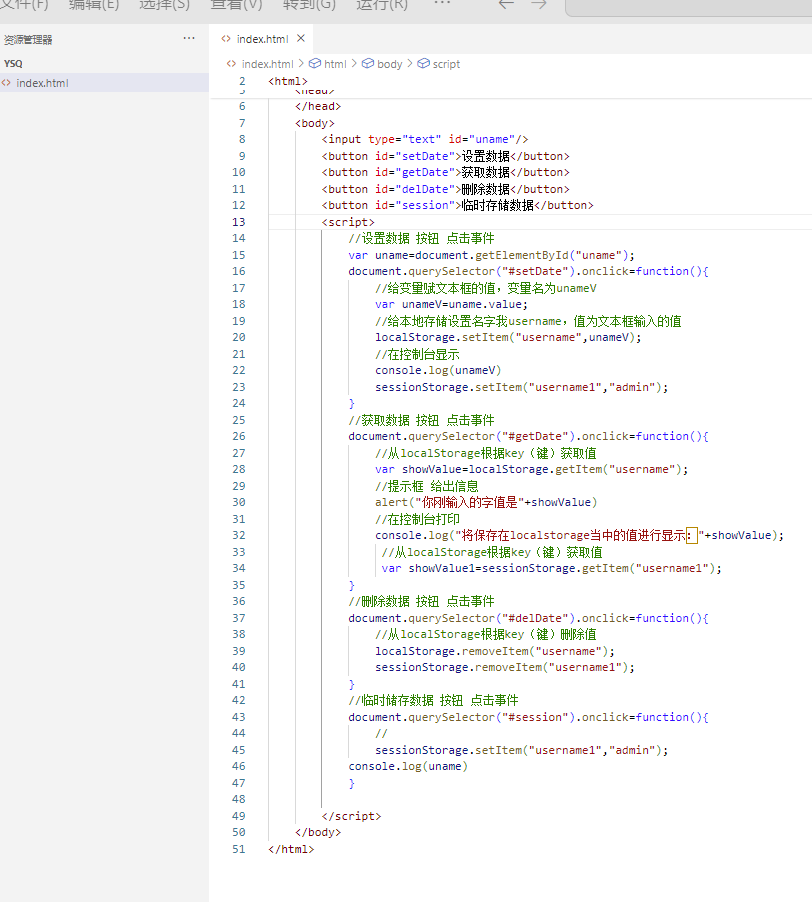 文件(F) 编辑(E) 选择(S) 查看(V) 转到(G) 运行(R) ··· ← →
资源管理器 ···
<> index.html ×
YSQ
<> index.html > html > body > script
<> index.html
2 <html>
5 <head>
6 </head>
7 <body>
8 <input type="text" id="uname"/>
9 <button id="setDate">设置数据</button>
10 <button id="getDate">获取数据</button>
11 <button id="delDate">删除数据</button>
12 <button id="session">临时存储数据</button>
13 <script>
14 //设置数据 按钮 点击事件
15 var uname=document.getElementById("uname");
16 document.querySelector("#setDate").onclick=function(){
17 //给变量赋文本框的值，变量名为unameV
18 var unameV=uname.value;
19 //给本地存储设置名字我username，值为文本框输入的值
20 localStorage.setItem("username",unameV);
21 //在控制台显示
22 console.log(unameV)
23 sessionStorage.setItem("username1","admin");
24 }
25 //获取数据 按钮 点击事件
26 document.querySelector("#getDate").onclick=function(){
27 //从localStorage根据key（键）获取值
28 var showValue=localStorage.getItem("username");
29 //提示框 给出信息
30 alert("你刚输入的字值是"+showValue)
31 //在控制台打印
32 console.log("将保存在localstorage当中的值进行显示："+showValue);
33 //从localStorage根据key（键）获取值
34 var showValue1=sessionStorage.getItem("username1");
35 }
36 //删除数据 按钮 点击事件
37 document.querySelector("#delDate").onclick=function(){
38 //从localStorage根据key（键）删除值
39 localStorage.removeItem("username");
40 sessionStorage.removeItem("username1");
41 }
42 //临时储存数据 按钮 点击事件
43 document.querySelector("#session").onclick=function(){
44 //
45 sessionStorage.setItem("username1","admin");
46 console.log(uname)
47 }
48
49 </script>
50 </body>
51 </html>